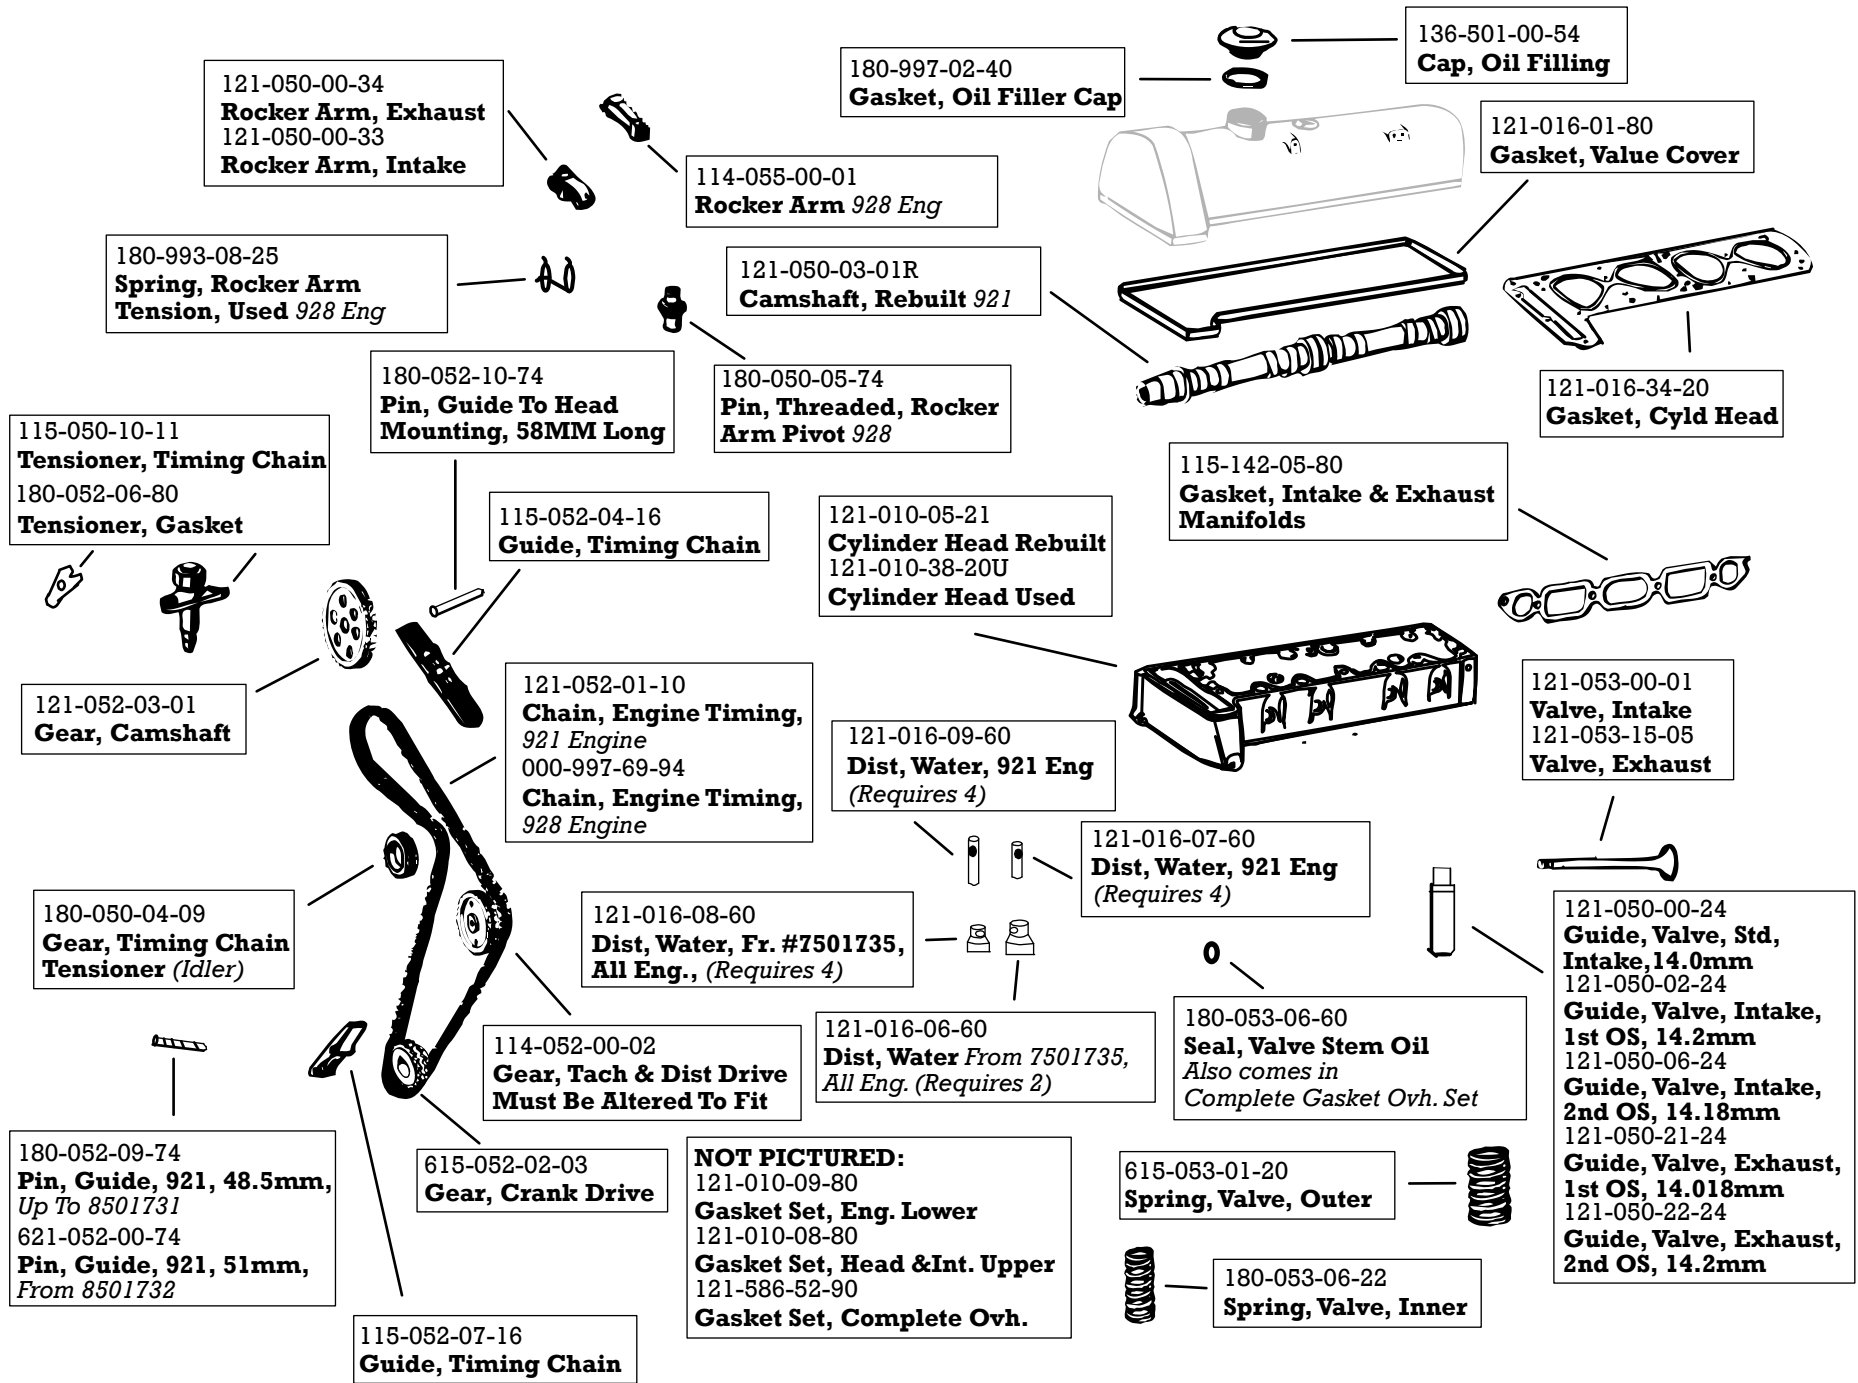 136-501-00-54
Cap, Oil Filling
180-997-02-40
Gasket, Oil Filler Cap
121-050-00-34
Rocker Arm, Exhaust
121-050-00-33
Rocker Arm, Intake
114-055-00-01
Rocker Arm 928 Eng
121-016-01-80
Gasket, Value Cover
180-993-08-25
Spring, Rocker Arm
Tension, Used 928 Eng
121-050-03-01R
Camshaft, Rebuilt 921
180-052-10-74
Pin, Guide To Head
Mounting, 58MM Long
180-050-05-74
Pin, Threaded, Rocker
Arm Pivot 928
121-016-34-20
Gasket, Cyld Head
115-050-10-11
Tensioner, Timing Chain
180-052-06-80
Tensioner, Gasket
115-052-04-16
Guide, Timing Chain
121-010-05-21
Cylinder Head Rebuilt
121-010-38-20U
Cylinder Head Used
115-142-05-80
Gasket, Intake & Exhaust
Manifolds
121-052-03-01
Gear, Camshaft
121-052-01-10
Chain, Engine Timing,
921 Engine
000-997-69-94
Chain, Engine Timing,
928 Engine
121-016-09-60
Dist, Water, 921 Eng
(Requires 4)
121-053-00-01
Valve, Intake
121-053-15-05
Valve, Exhaust
121-016-07-60
Dist, Water, 921 Eng
(Requires 4)
180-050-04-09
Gear, Timing Chain
Tensioner (Idler)
121-016-08-60
Dist, Water, Fr. #7501735,
All Eng., (Requires 4)
121-050-00-24
Guide, Valve, Std,
Intake,14.0mm
121-050-02-24
Guide, Valve, Intake,
1st OS, 14.2mm
121-050-06-24
Guide, Valve, Intake,
2nd OS, 14.18mm
121-050-21-24
Guide, Valve, Exhaust,
1st OS, 14.018mm
121-050-22-24
Guide, Valve, Exhaust,
2nd OS, 14.2mm
114-052-00-02
Gear, Tach & Dist Drive
Must Be Altered To Fit
121-016-06-60
Dist, Water From 7501735,
All Eng. (Requires 2)
180-053-06-60
Seal, Valve Stem Oil
Also comes in
Complete Gasket Ovh. Set
180-052-09-74
Pin, Guide, 921, 48.5mm,
Up To 8501731
621-052-00-74
Pin, Guide, 921, 51mm,
From 8501732
615-052-02-03
Gear, Crank Drive
NOT PICTURED:
121-010-09-80
Gasket Set, Eng. Lower
121-010-08-80
Gasket Set, Head &Int. Upper
121-586-52-90
Gasket Set, Complete Ovh.
615-053-01-20
Spring, Valve, Outer
180-053-06-22
Spring, Valve, Inner
115-052-07-16
Guide, Timing Chain